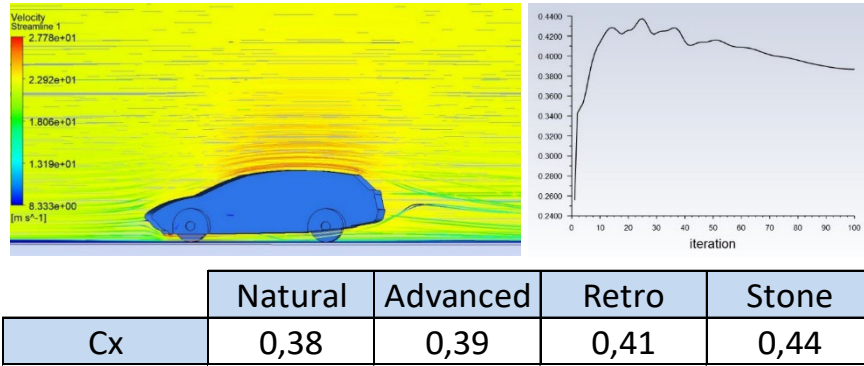 Velocity
Streamline 1
2.778e+01
2.292e+01
1.806e+01
1.319e+01
8.333e+00
[m s^-1]
0.4400
0.4200
0.4000
0.3800
0.3600
0.3400
0.3200
0.3000
0.2800
0.2600
0.2400
0 10 20 30 40 50 60 70 80 90 100
iteration
Natural Advanced Retro Stone
Cx 0,38 0,39 0,41 0,44